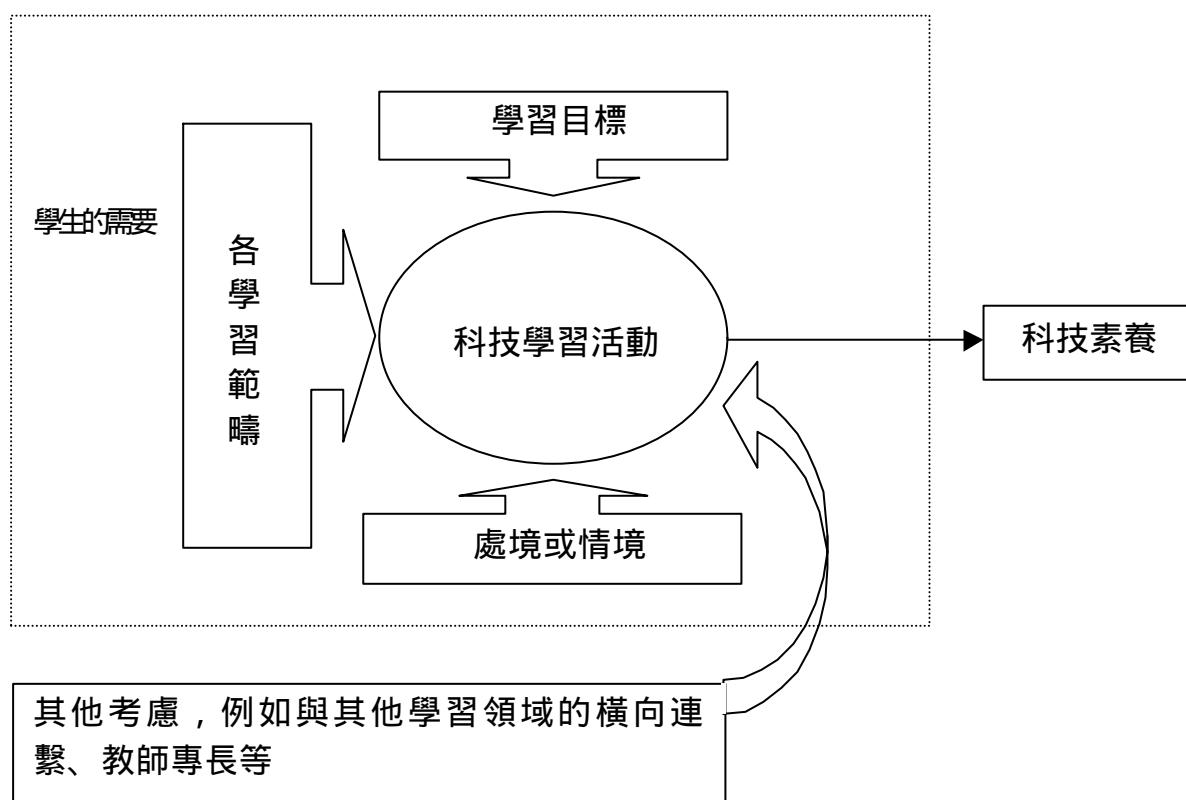 學習目標
學生的需要
各
學
習
範
疇
科技學習活動
科技素養
處境或情境
其他考慮，例如與其他學習領域的橫向連
繫、教師專長等